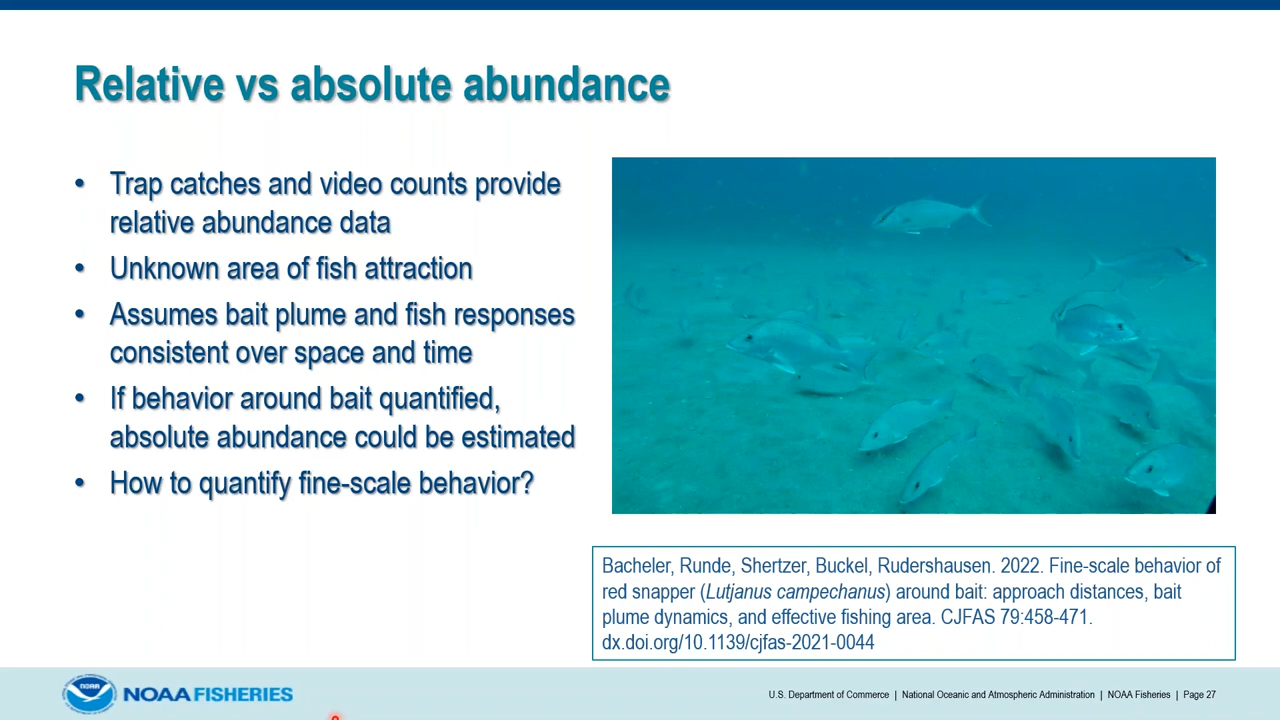 Relative vs absolute abundance
• Trap catches and video counts provide
relative abundance data
• Unknown area of fish attraction
• Assumes bait plume and fish responses
consistent over space and time
• If behavior around bait quantified,
absolute abundance could be estimated
• How to quantify fine-scale behavior?
Bacheler, Runde, Shertzer, Buckel, Rudershausen. 2022. Fine-scale behavior of
red snapper (Lutjanus campechanus) around bait: approach distances, bait
plume dynamics, and effective fishing area. CJFAS 79:458-471.
dx.doi.org/10.1139/cjfas-2021-0044
NOAA
NOAA FISHERIES
U.S. Department of Commerce | National Oceanic and Atmospheric Administration | NOAA Fisheries | Page 27